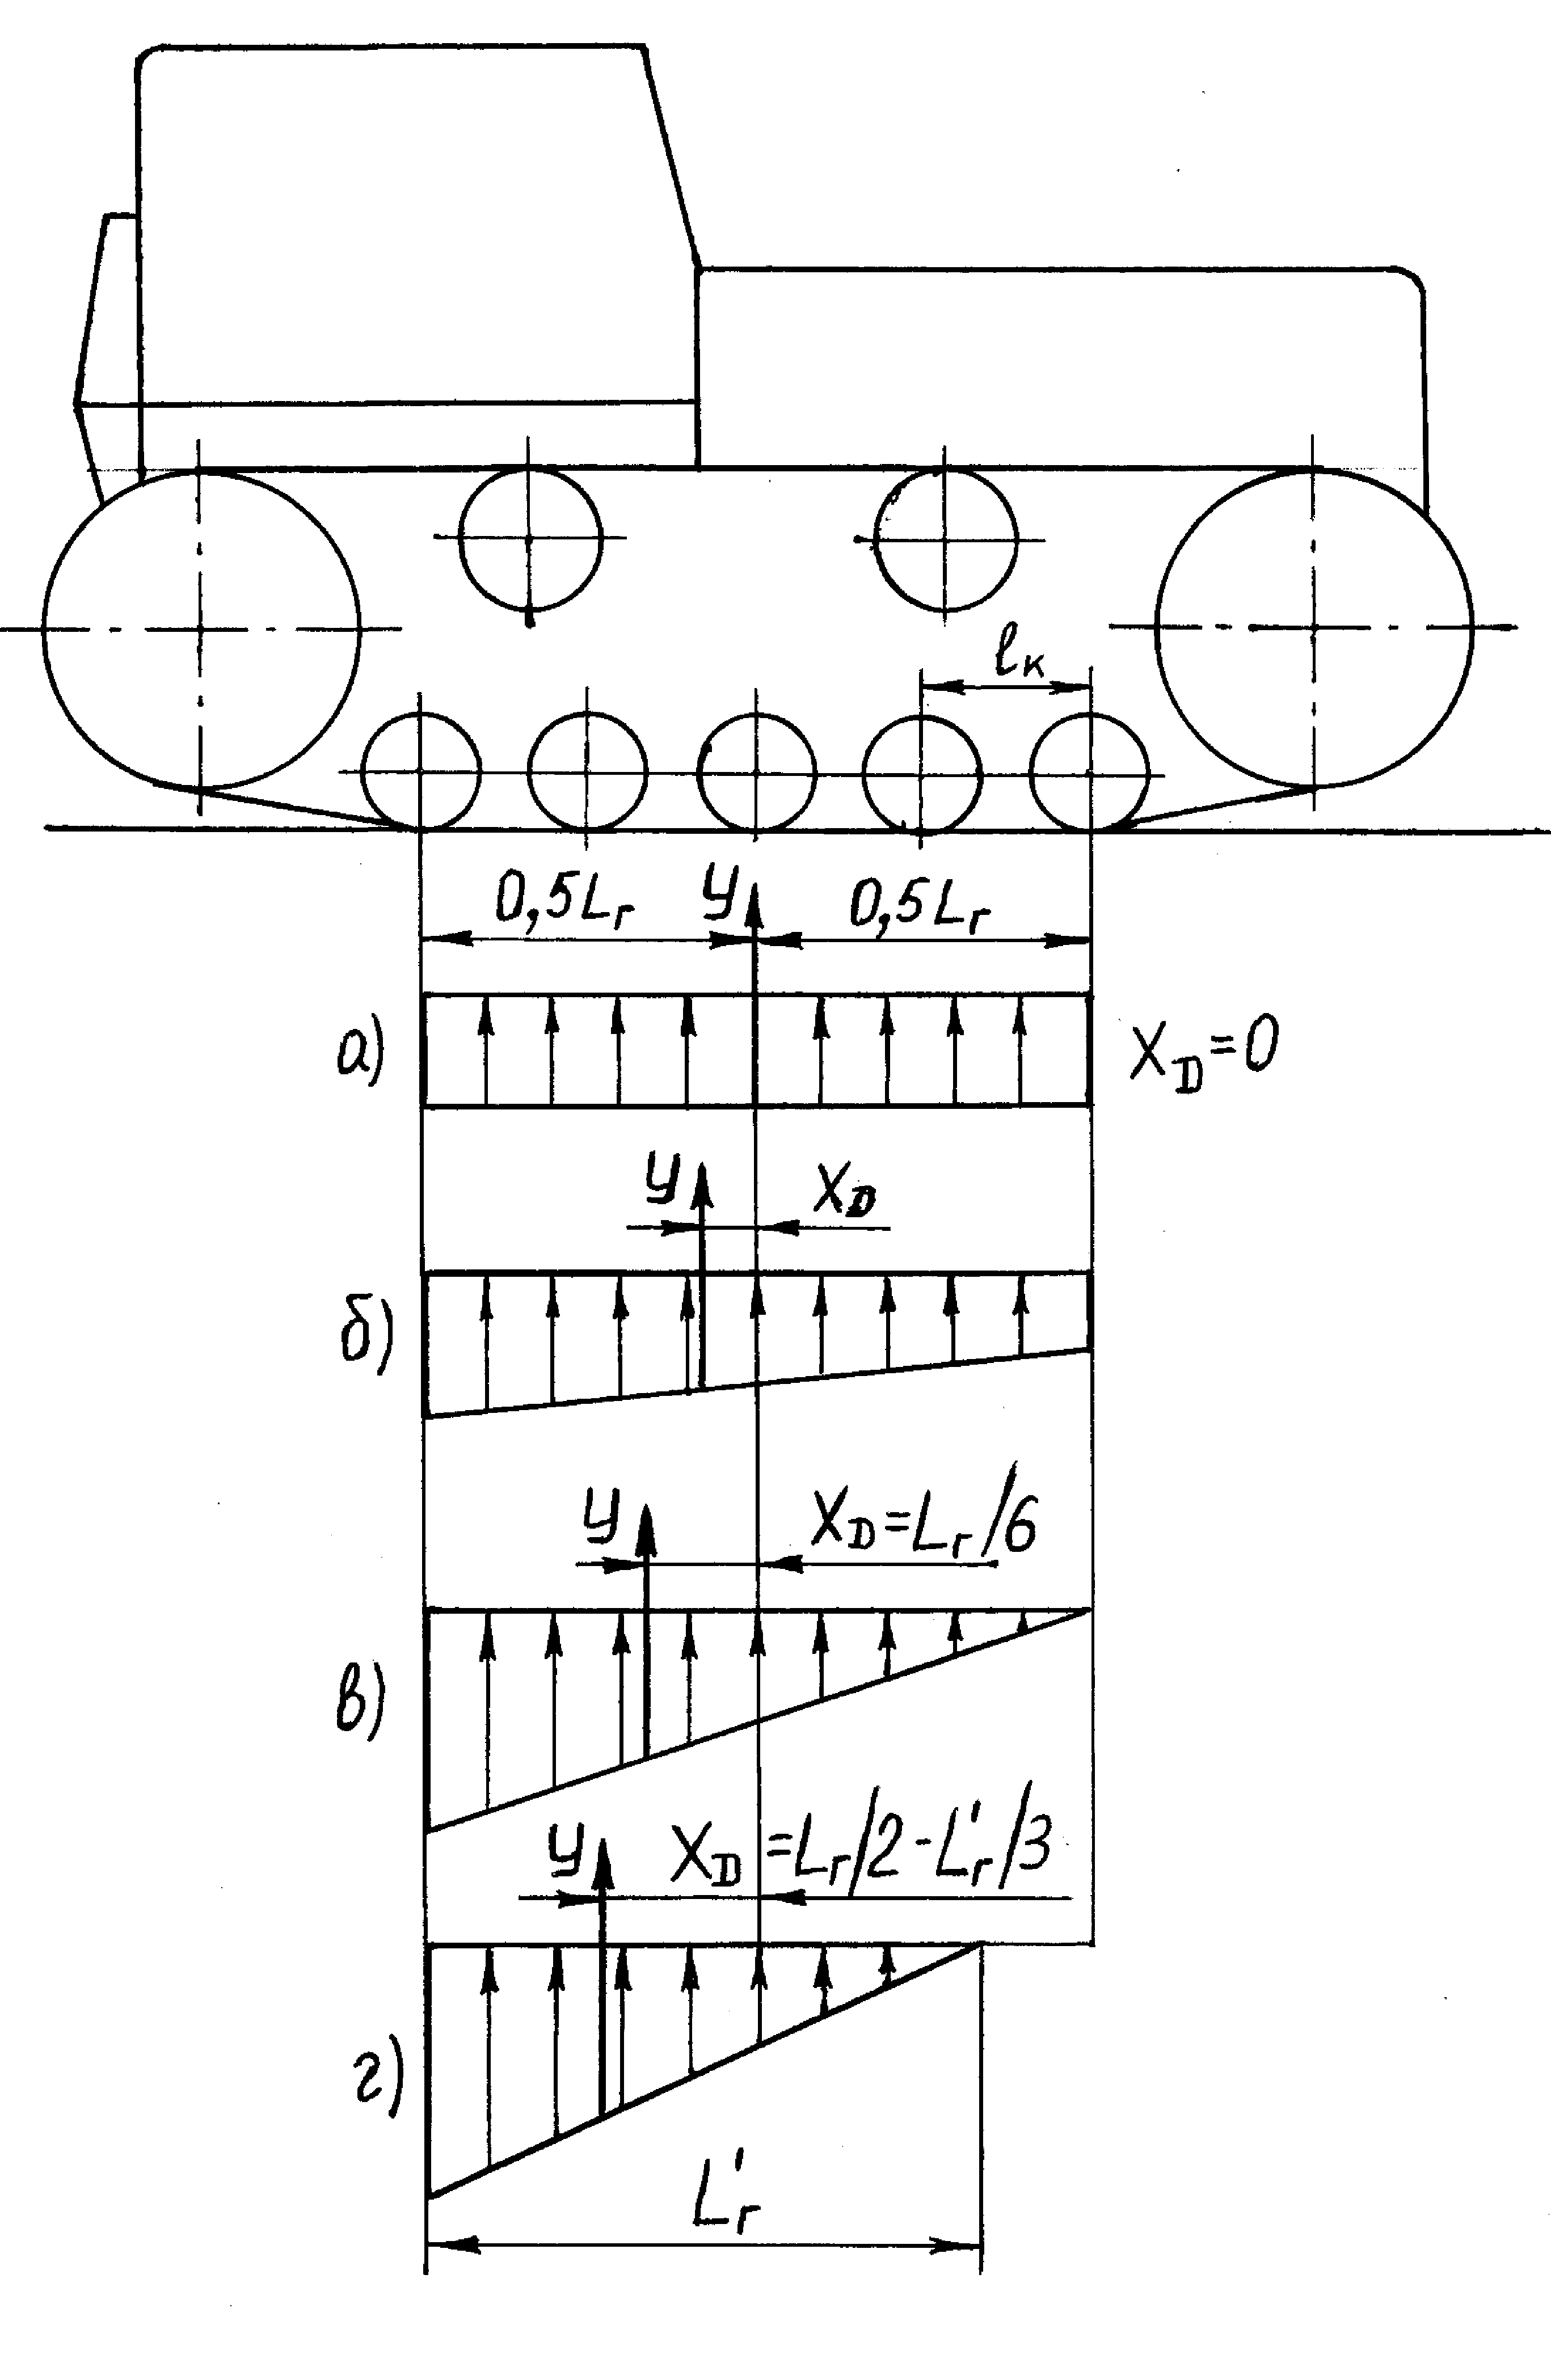 ℓк
0,5Lг У 0,5Lг
а) XD=0
У XD
б)
У XD=Lг/6
в)
У XD=Lг/2-L'г/3
г)
L'г